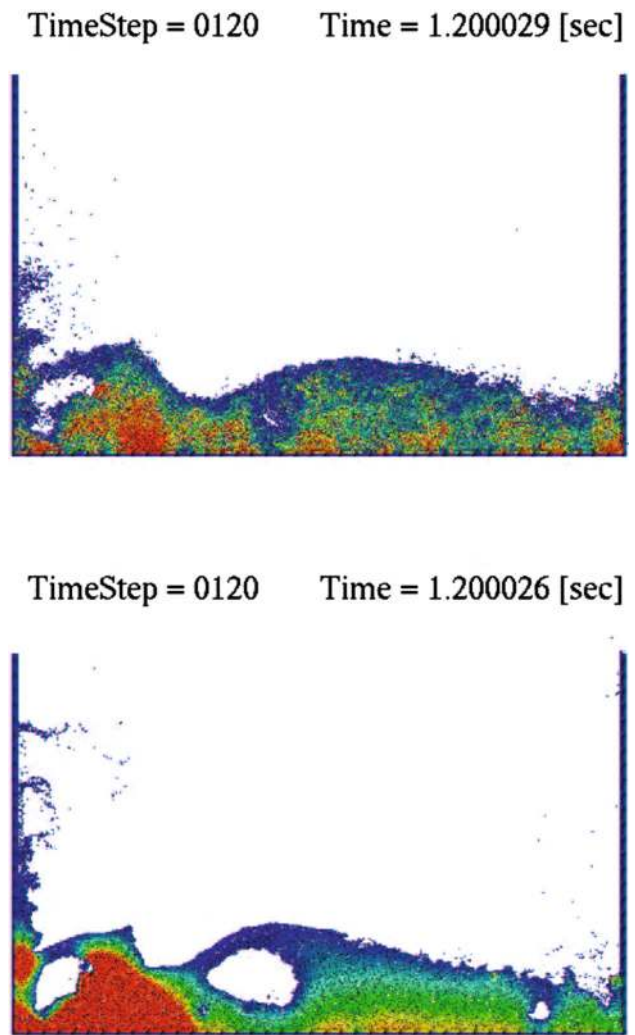 TimeStep = 0120 Time = 1.200029 [sec]
TimeStep = 0120 Time = 1.200026 [sec]